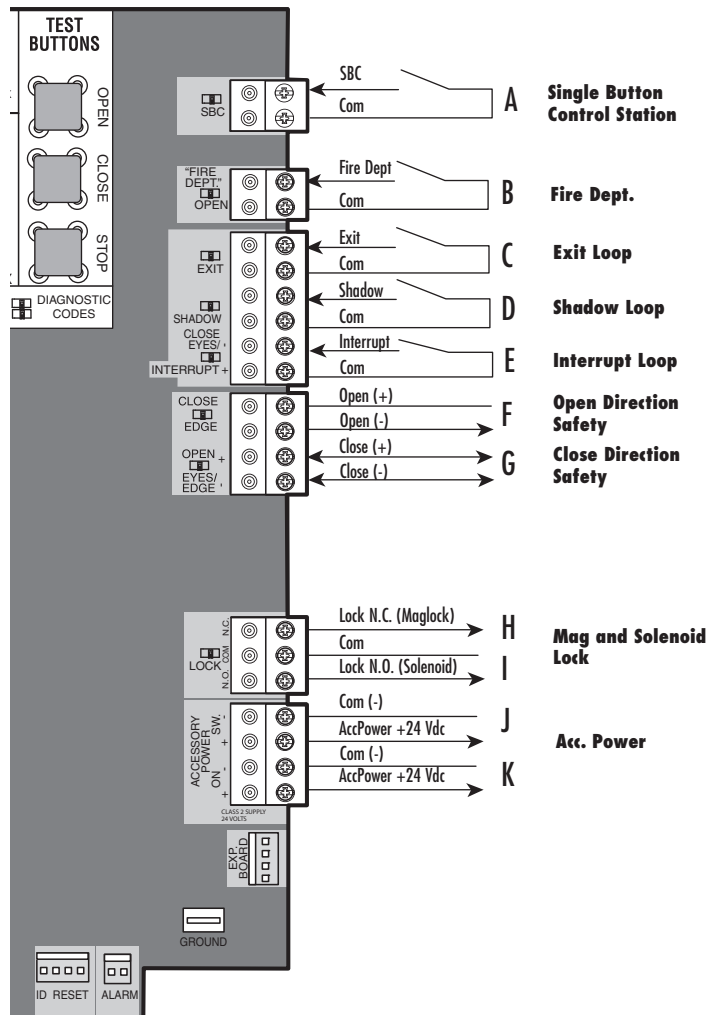 TEST
BUTTONS
OPEN
CLOSE
STOP
DIAGNOSTIC
CODES
SBC
SBC
Com
A
Single Button
Control Station
"FIRE
DEPT."
OPEN
Fire Dept
Com
B
Fire Dept.
EXIT
Exit
Com
C
Exit Loop
SHADOW
Shadow
Com
D
Shadow Loop
CLOSE
EYES/ -
INTERRUPT +
Interrupt
Com
E
Interrupt Loop
CLOSE
EDGE
Open (+)
Open (-)
F
Open Direction
Safety
OPEN +
EYES/
EDGE -
Close (+)
Close (-)
G
Close Direction
Safety
LOCK
N.C.
COM
N.O.
Lock N.C. (Maglock)
Com
Lock N.O. (Solenoid)
H
I
Mag and Solenoid
Lock
ACCESSORY
POWER
SW. - +
ON - +
CLASS 2 SUPPLY
24 VOLTS
Com (-)
AccPower +24 Vdc
Com (-)
AccPower +24 Vdc
J
K
Acc. Power
EXP.
BOARD
GROUND
ID RESET
ALARM